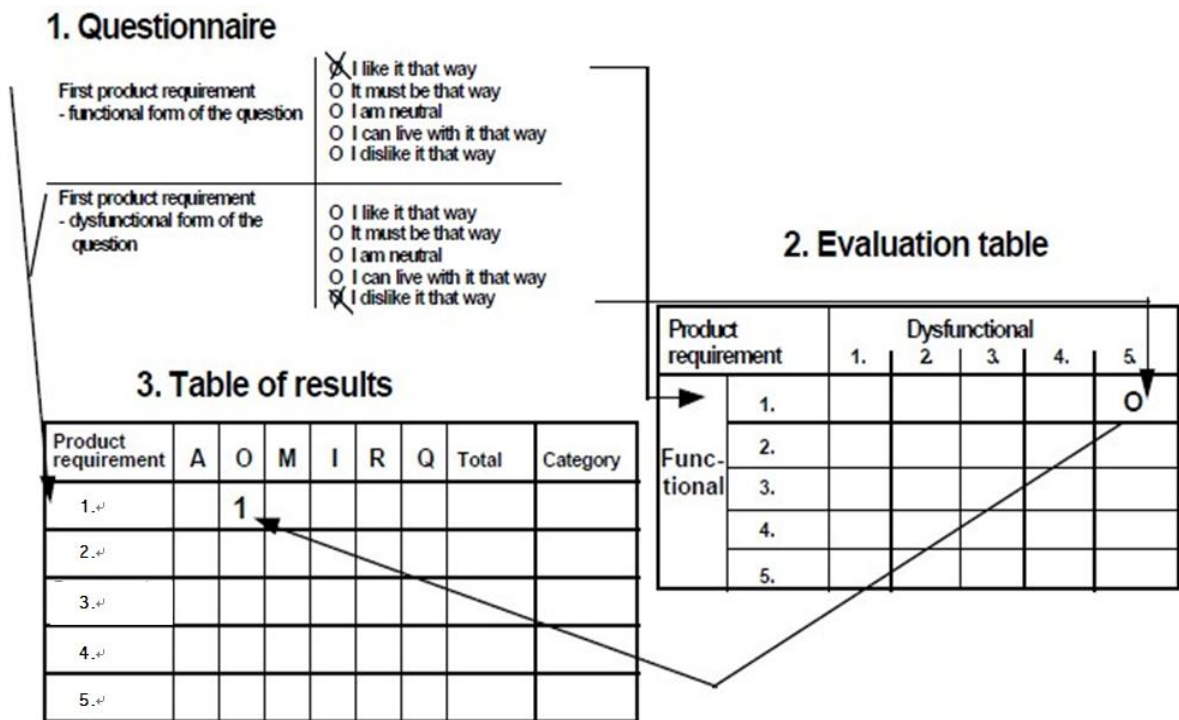 1. Questionnaire
First product requirement
- functional form of the question
O I like it that way
O It must be that way
O I am neutral
O I can live with it that way
O I dislike it that way
First product requirement
- dysfunctional form of the
question
O I like it that way
O It must be that way
O I am neutral
O I can live with it that way
O I dislike it that way
2. Evaluation table
Product
requirement
Dysfunctional
1. 2 3. 4. 5.
Func-
tional
1. O
2.
3.
4.
5.
3. Table of results
Product
requirement A O M I R Q Total Category
1.↵ 1
2.↵
3.↵
4.↵
5.↵